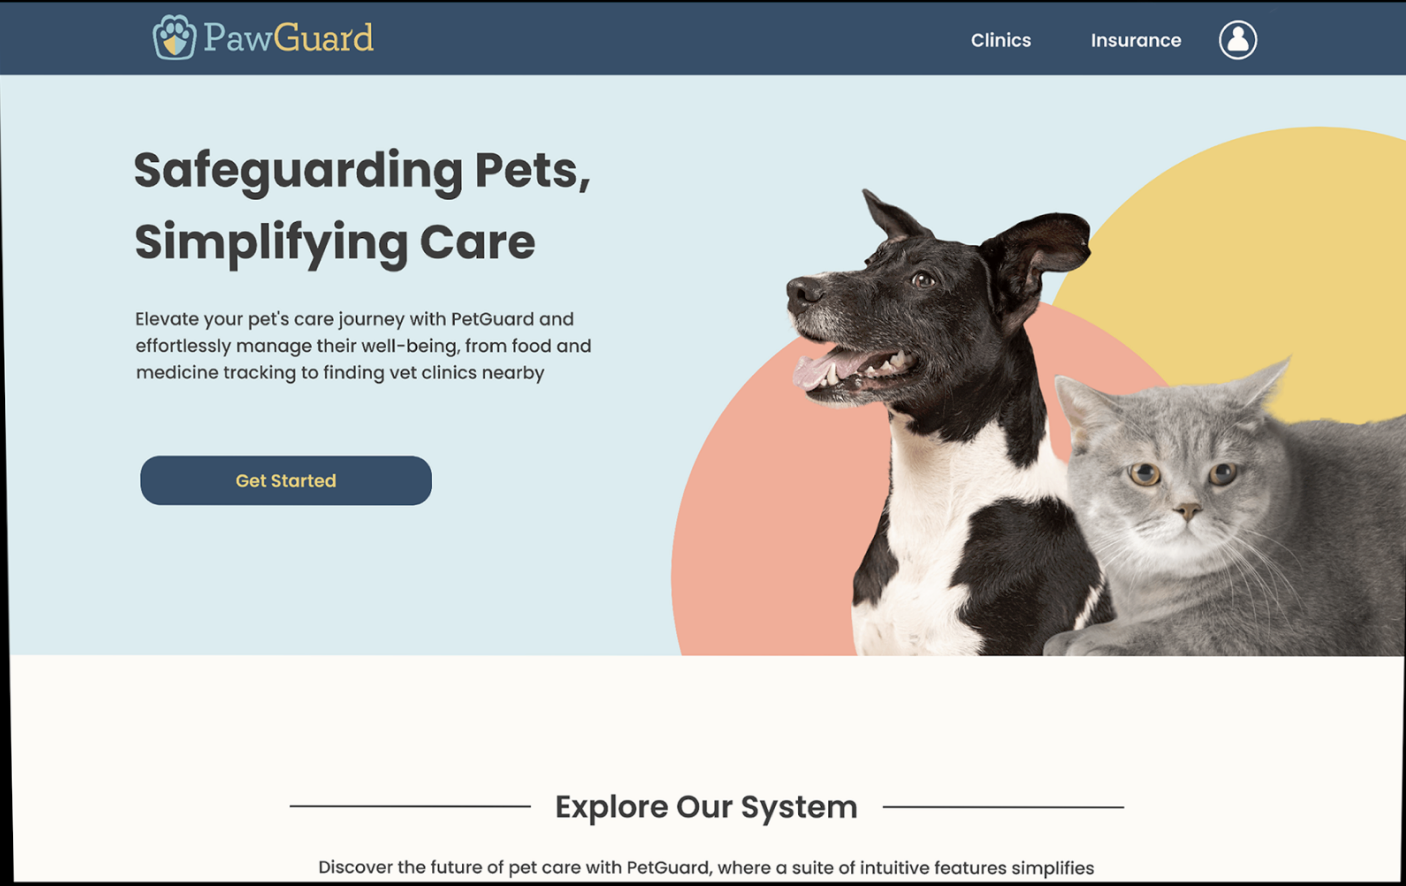 PawGuard
Clinics
Insurance
Safeguarding Pets,
Simplifying Care
Elevate your pet's care journey with PetGuard and
effortlessly manage their well-being, from food and
medicine tracking to finding vet clinics nearby
Get Started
Explore Our System
Discover the future of pet care with PetGuard, where a suite of intuitive features simplifies